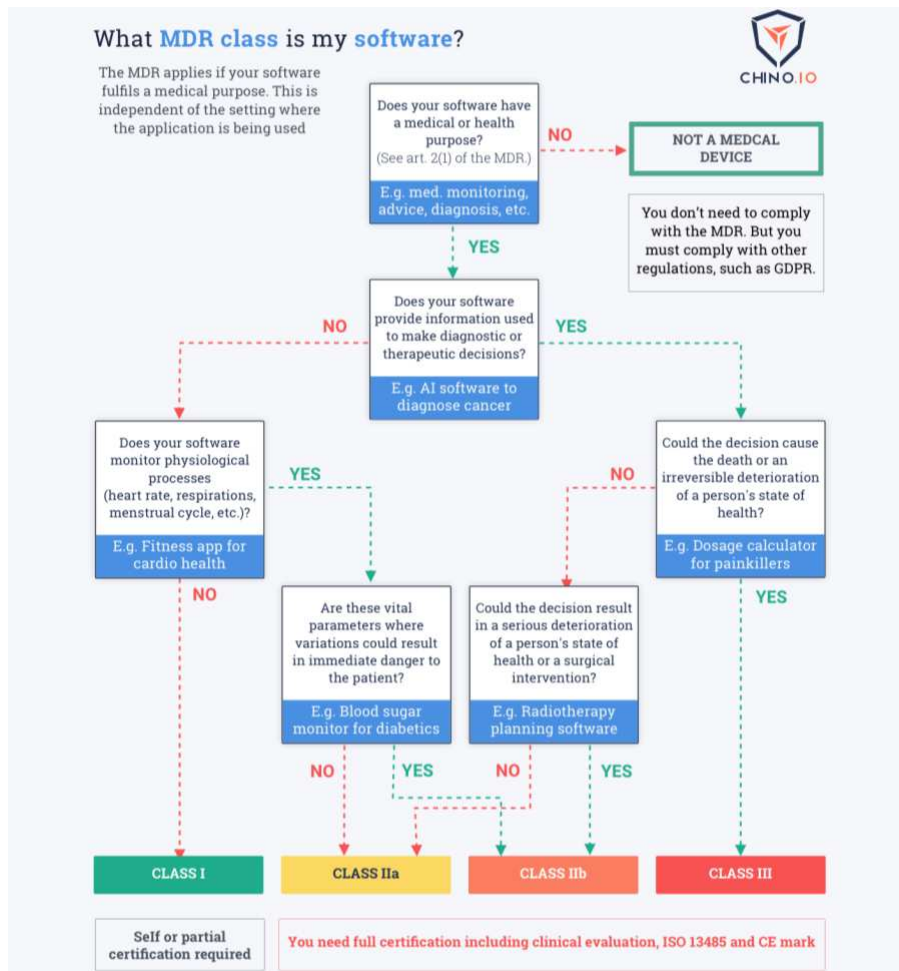 What MDR class is my software?
The MDR applies if your software
fulfils a medical purpose. This is
independent of the setting where
the application is being used
CHINO.IO
Does your software have
a medical or health
purpose?
(See art. 2(1) of the MDR.)
E.g. med. monitoring,
advice, diagnosis, etc.
NO
NOT A MEDCAL
DEVICE
You don't need to comply
with the MDR. But you
must comply with other
regulations, such as GDPR.
YES
Does your software
provide information used
to make diagnostic or
therapeutic decisions?
E.g. AI software to
diagnose cancer
NO
YES
Does your software
monitor physiological
processes
(heart rate, respirations,
menstrual cycle, etc.)?
E.g. Fitness app for
cardio health
YES
NO
Could the decision cause
the death or an
irreversible deterioration
of a person's state of
health?
E.g. Dosage calculator
for painkillers
NO
YES
Are these vital
parameters where
variations could result
in immediate danger to
the patient?
E.g. Blood sugar
monitor for diabetics
NO
YES
Could the decision result
in a serious deterioration
of a person's state of
health or a surgical
intervention?
E.g. Radiotherapy
planning software
NO
YES
CLASS I
CLASS IIa
CLASS IIb
CLASS III
Self or partial
certification required
You need full certification including clinical evaluation, ISO 13485 and CE mark